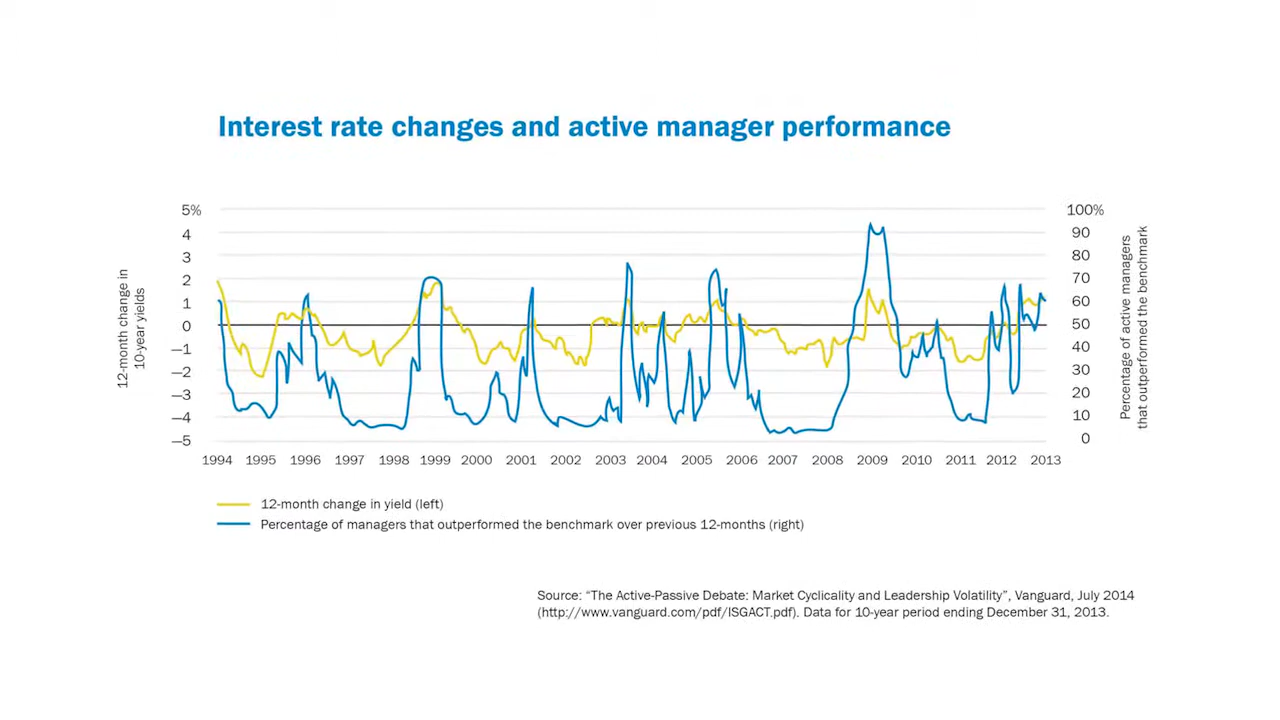 Interest rate changes and active manager performance
12-month change in
10-year yields
5%
4
3
2
1
0
—1
—2
—3
—4
—5
100%
90
80
70
60
50
40
30
20
10
0
Percentage of active managers
that outperformed the benchmark
1994 1995 1996 1997 1998 1999 2000 2001 2002 2003 2004 2005 2006 2007 2008 2009 2010 2011 2012 2013
12-month change in yield (left)
Percentage of managers that outperformed the benchmark over previous 12-months (right)
Source: “The Active-Passive Debate: Market Cyclicality and Leadership Volatility”, Vanguard, July 2014
(http://www.vanguard.com/pdf/ISGACT.pdf). Data for 10-year period ending December 31, 2013.